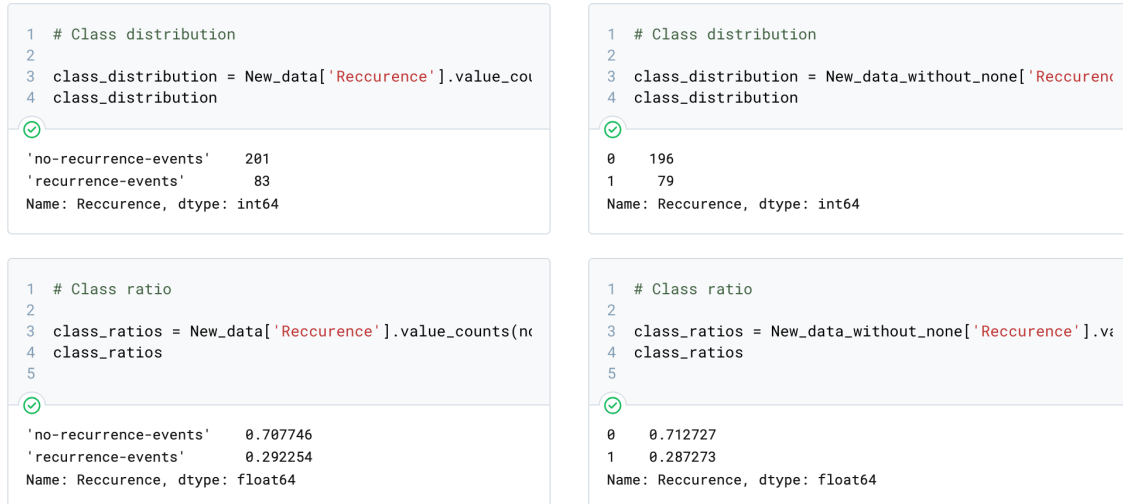 1 # Class distribution
2
3 class_distribution = New_data['Reccurence'].value_cou
4 class_distribution
'no-recurrence-events' 201
'recurrence-events' 83
Name: Reccurence, dtype: int64
1 # Class ratio
2
3 class_ratios = New_data['Reccurence'].value_counts(no
4 class_ratios
5
'no-recurrence-events' 0.707746
'recurrence-events' 0.292254
Name: Reccurence, dtype: float64
1 # Class distribution
2
3 class_distribution = New_data_without_none['Reccurenc
4 class_distribution
0 196
1 79
Name: Reccurence, dtype: int64
1 # Class ratio
2
3 class_ratios = New_data_without_none['Reccurence'].va
4 class_ratios
5
0 0.712727
1 0.287273
Name: Reccurence, dtype: float64